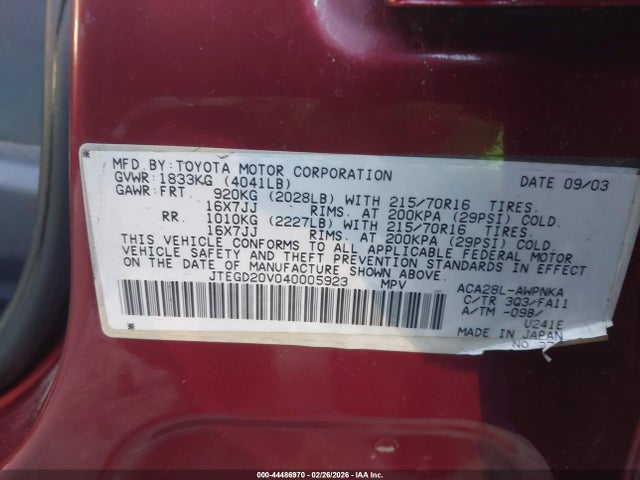 MFD BY: TOYOTA MOTOR CORPORATION DATE 09/03
GVWR: 1833KG (4041LB)
GAWR: FRT 920KG (2028LB) WITH 215/70R16 TIRES.
16X7JJ RIMS. AT 200KPA (29PSI) COLD.
RR. 1010KG (2227LB) WITH 215/70R16 TIRES.
16X7JJ RIMS. AT 200KPA (29PSI) COLD.
THIS VEHICLE CONFORMS TO ALL APPLICABLE FEDERAL MOTOR
VEHICLE SAFETY AND THEFT PREVENTION STANDARDS IN EFFECT
ON THE DATE OF MANUFACTURE SHOWN ABOVE.
JTEGD20V040005923 MPV
ACA28L-AWPNKA
C/TR 3Q3/FA11
A/TM -09B/
U241E
MADE IN JAPAN
NO.
000-44486970 | 02/26/2026 | IAA Inc.